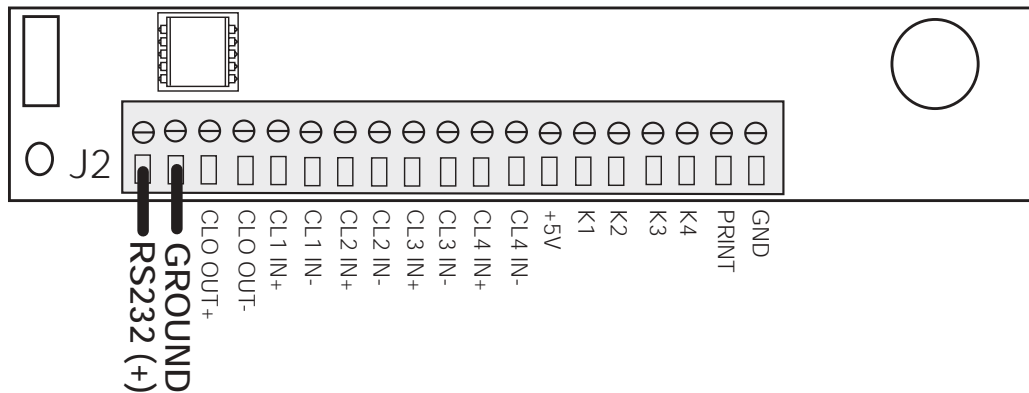 J2
RS232 (+)
GROUND
CLO OUT+
CLO OUT-
CL1 IN+
CL1 IN-
CL2 IN+
CL2 IN-
CL3 IN+
CL3 IN-
CL4 IN+
CL4 IN-
+5V
K1
K2
K3
K4
PRINT
GND